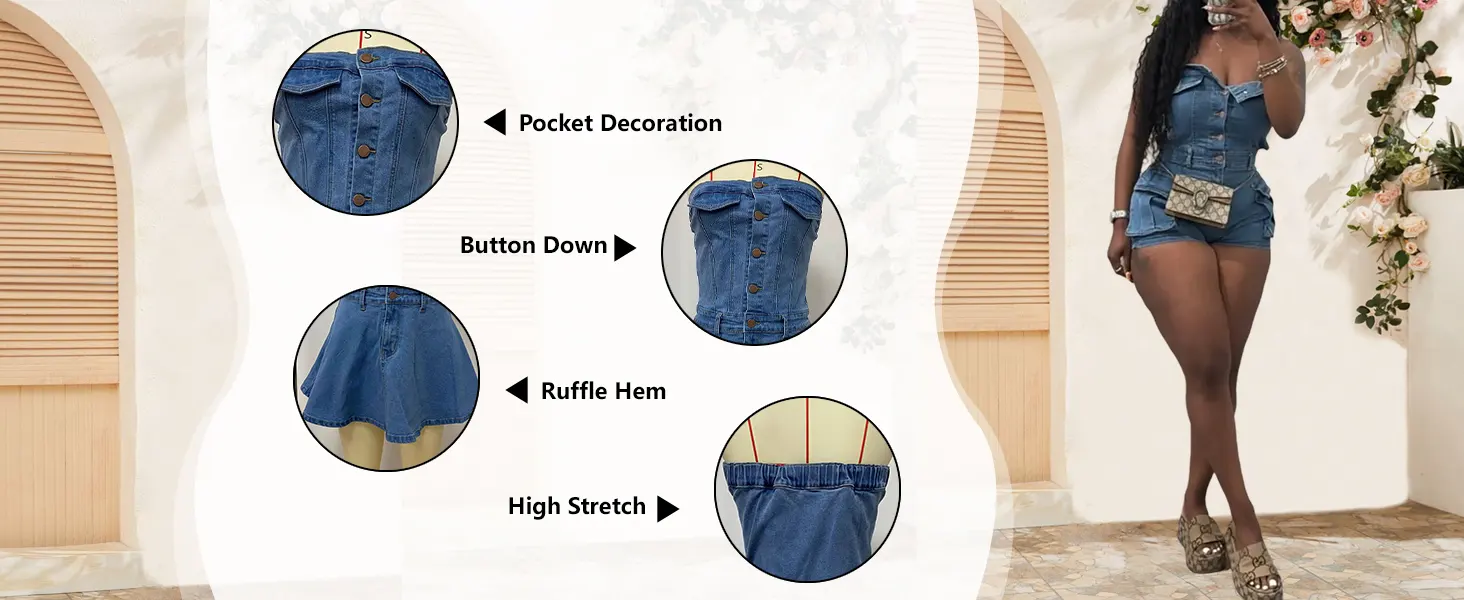 S
Pocket Decoration
S
Button Down
Ruffle Hem
High Stretch